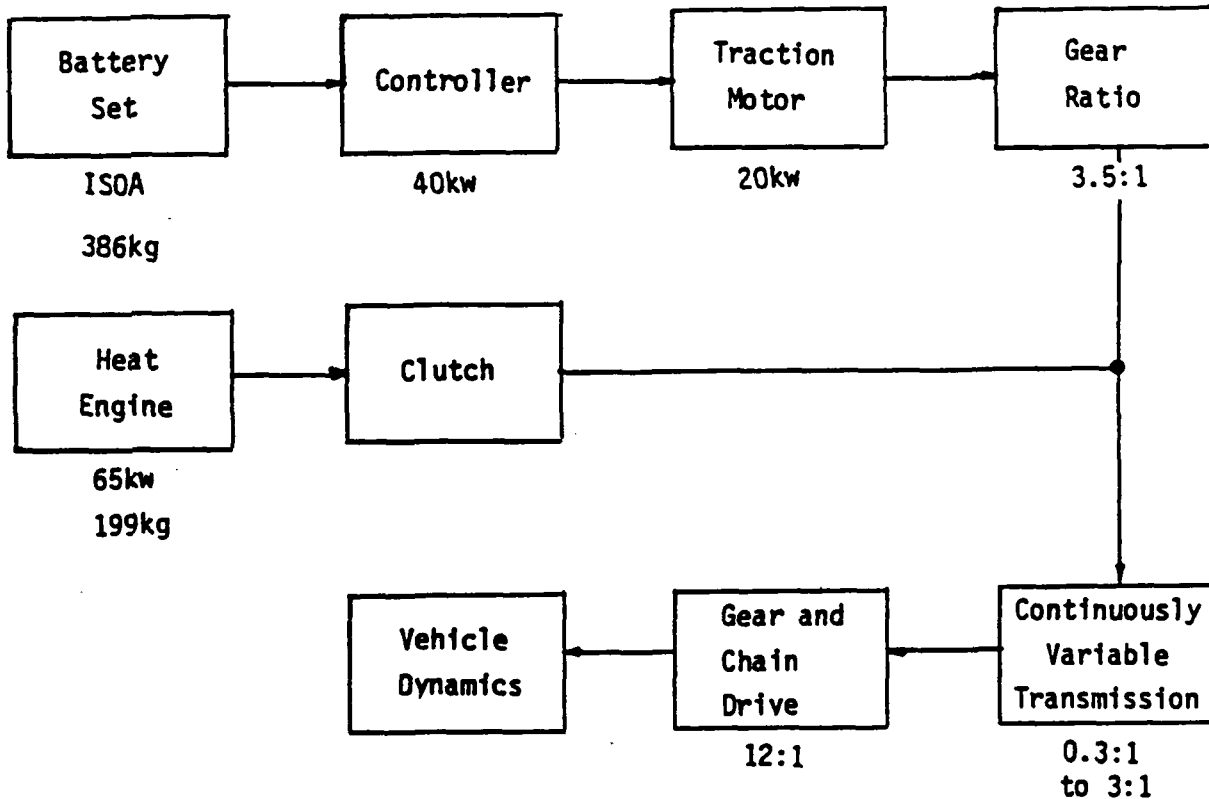 Battery
Set
ISOA
386kg
Controller
40kw
Traction
Motor
20kw
Gear
Ratio
3.5:1
Heat
Engine
65kw
199kg
Clutch
Vehicle
Dynamics
Gear and
Chain
Drive
12:1
Continuously
Variable
Transmission
0.3:1
to 3:1